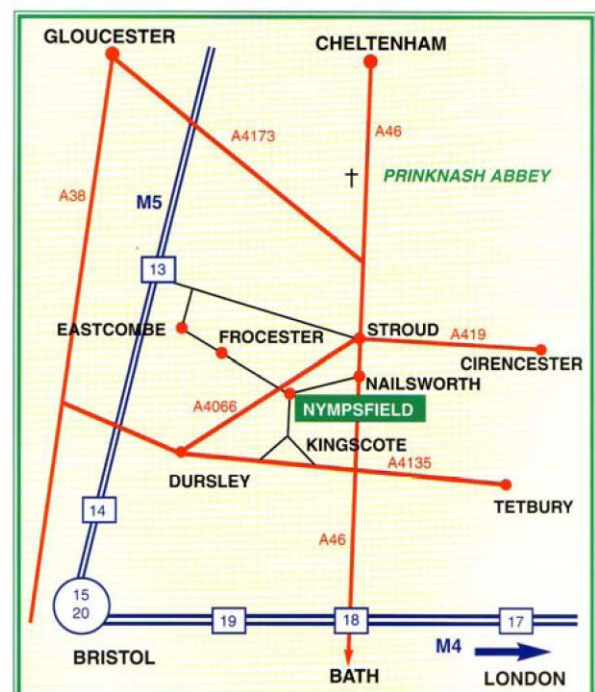 GLOUCESTER
CHELTENHAM
A46
A4173
PRINKNASH ABBEY
A38
M5
13
EASTCOMBE
FROCESTER
STROUD
A419
CIRENCESTER
NAILSWORTH
A4066
NYMPSFIELD
KINGSCOTE
A4135
DURSLEY
TETBURY
14
A46
15
20
19
18
17
M4
BRISTOL
BATH
LONDON